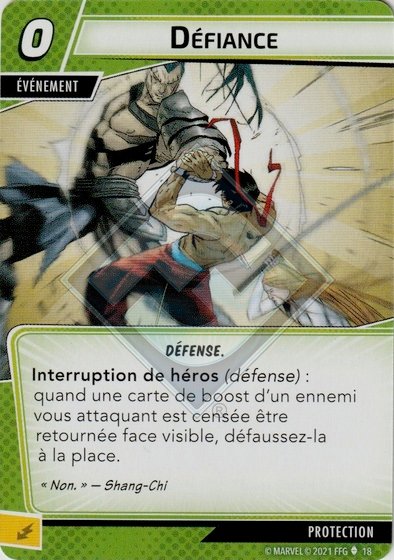 0
DÉFIANCE
ÉVÉNEMENT
DÉFENSE.
Interruption de héros (défense) :
quand une carte de boost d'un ennemi
vous attaquant est censée être
retournée face visible, défaussez-la
à la place.
« Non. » – Shang-Chi
PROTECTION
© MARVEL © 2021 FFG 18